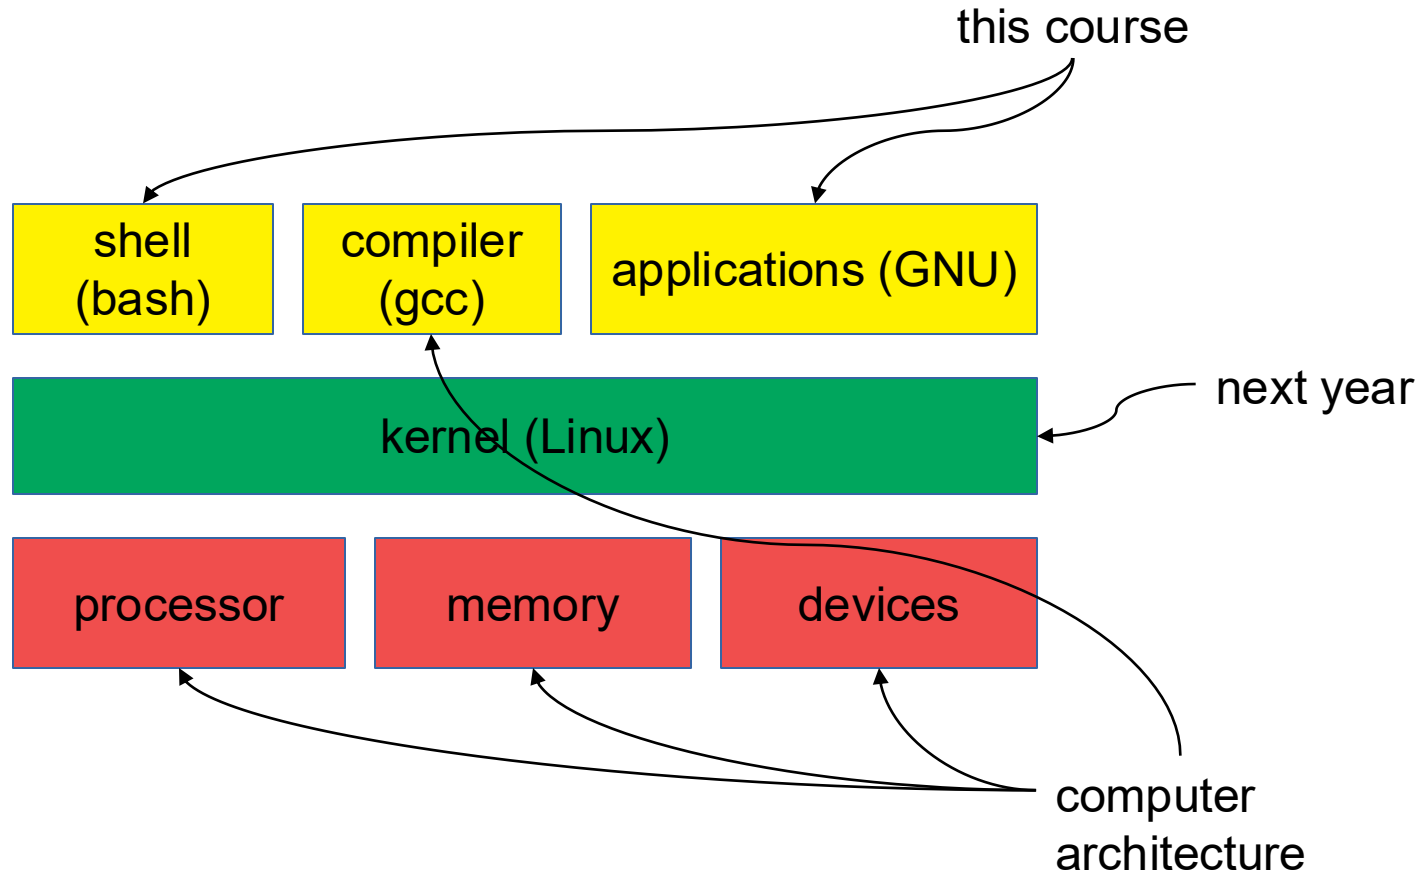 this course
shell
(bash)
compiler
(gcc)
applications (GNU)
kernel (Linux)
next year
processor
memory
devices
computer
architecture